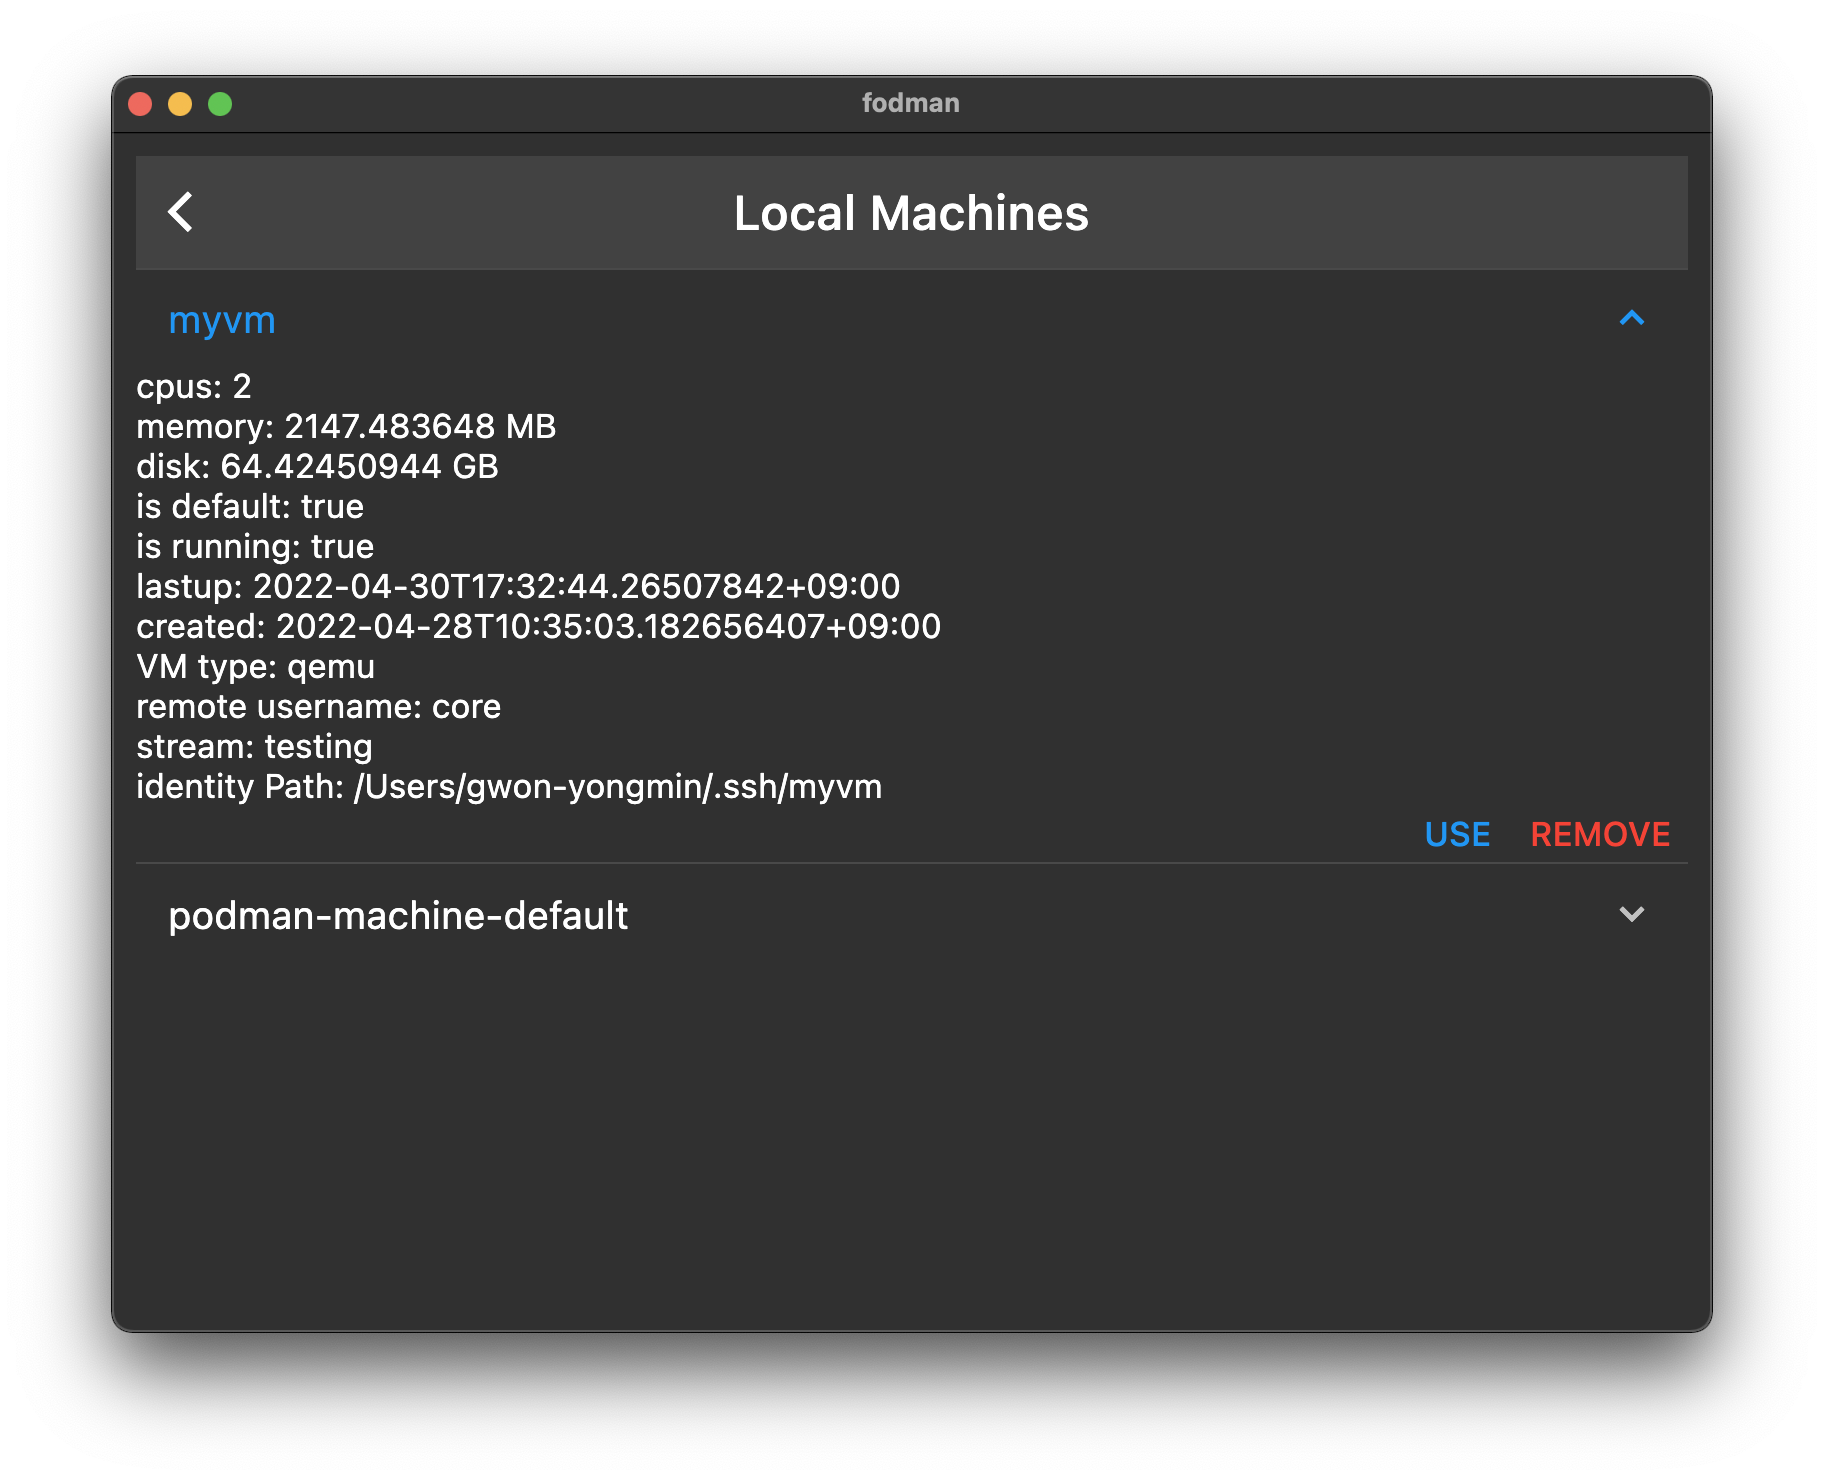 fodman
Local Machines
myvm
cpus: 2
memory: 2147.483648 MB
disk: 64.42450944 GB
is default: true
is running: true
lastup: 2022-04-30T17:32:44.26507842+09:00
created: 2022-04-28T10:35:03.182656407+09:00
VM type: qemu
remote username: core
stream: testing
identity Path: /Users/gwon-yongmin/.ssh/myvm
USE REMOVE
podman-machine-default